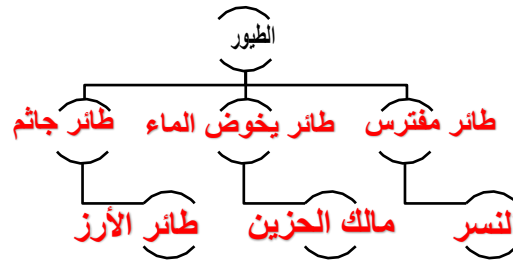 الطيور
طائر مفترس
طائر يخوض الماء
طائر جاثم
لنسر
مالك الحزين
طائر الأرز